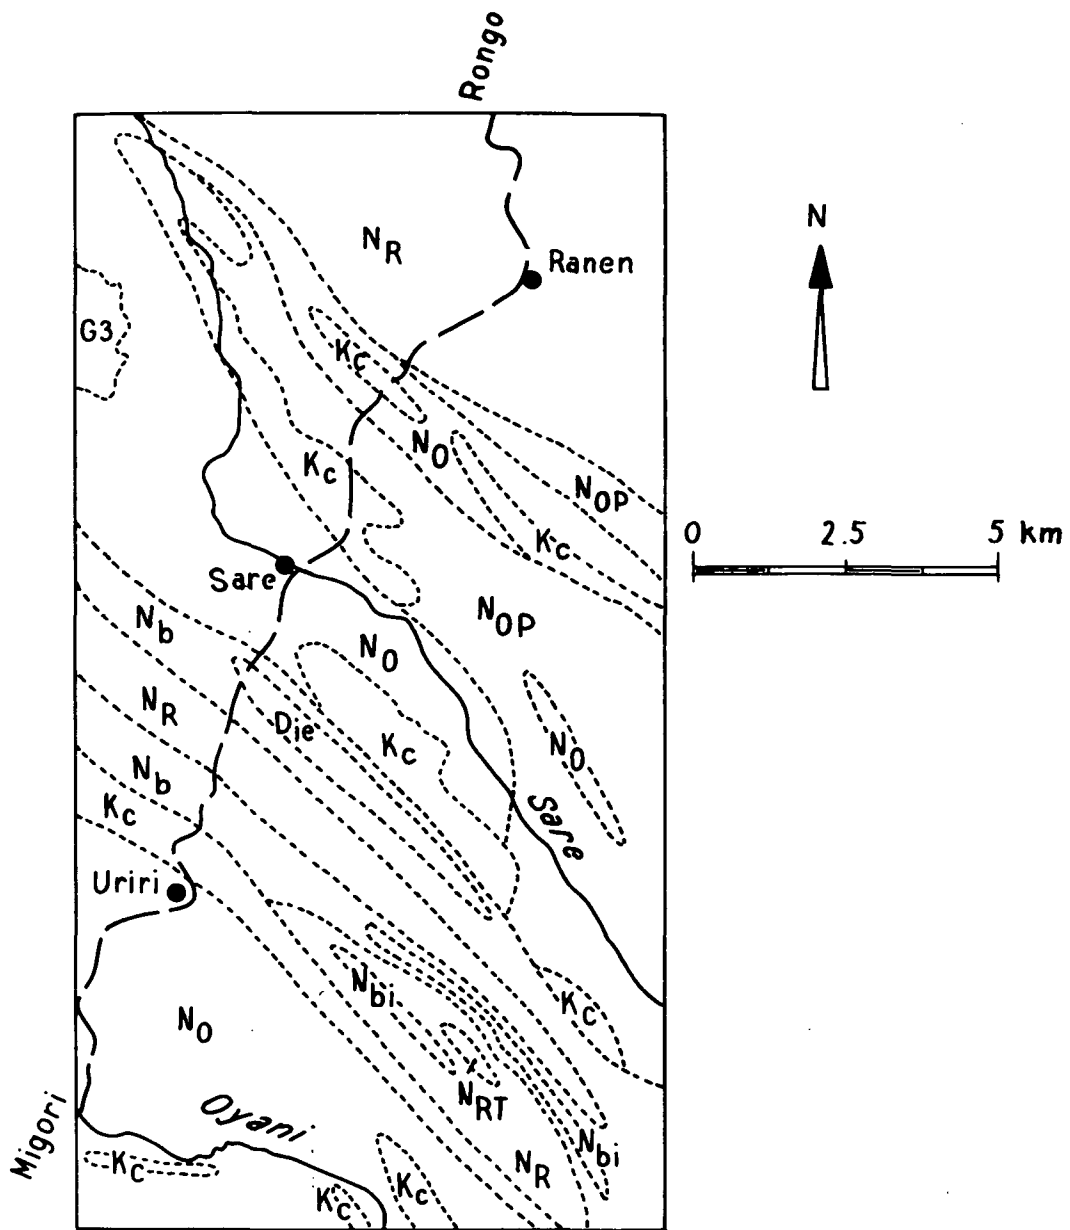 Rongo
N
NR
Ranen
G3
Kc
NO
Kc
NOP
Kc
0 2.5 5 km
Sare
Nb
NO
NOP
NR
Die
Kc
NO
Nb
Kc
Sare
Uriri
Nbi
Kc
NO
NRT
Oyani
Migori
Nbi
NR
Kc
Kc
Kc